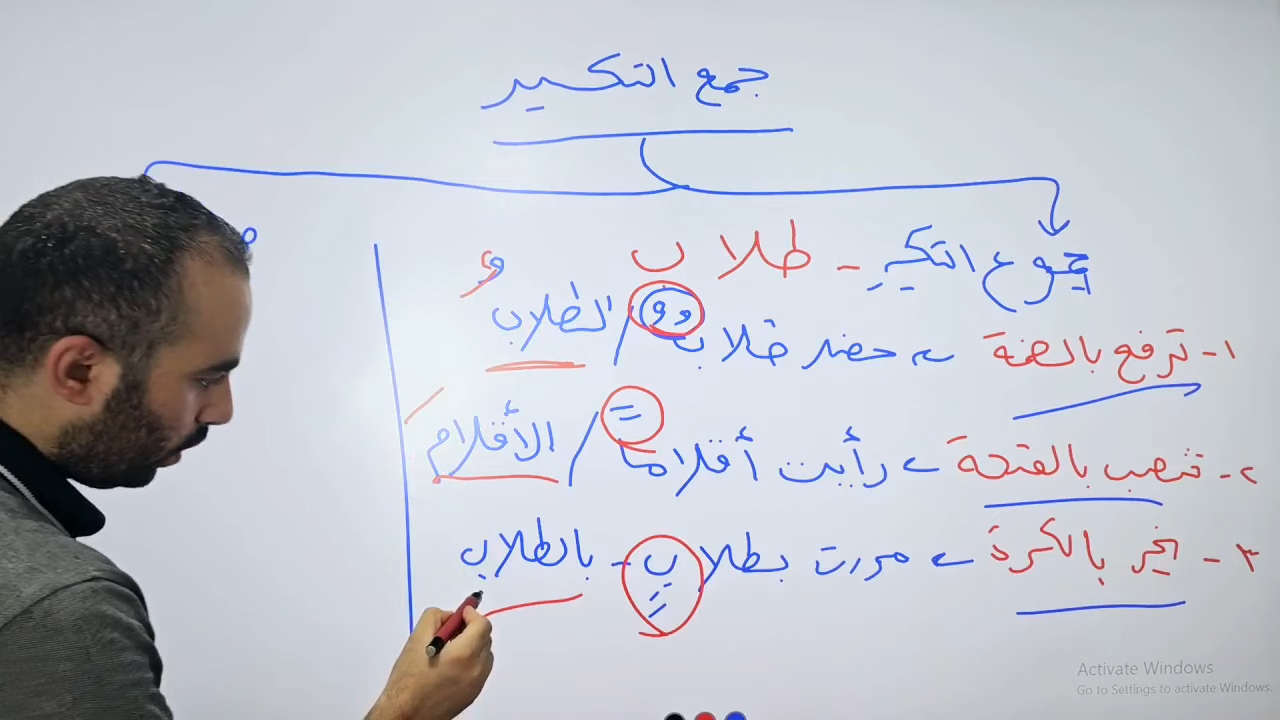 جمع التكسير
جموع التكسير - طلاب
١- ترفع بالضمة حضر طلاب / الطلاب
٢- تنصب بالفتحة رأيت أقلاما / الأقلام
٣- تجر بالكسرة مررت بطلاب - بالطلاب
Activate Windows
Go to Settings to activate Windows.